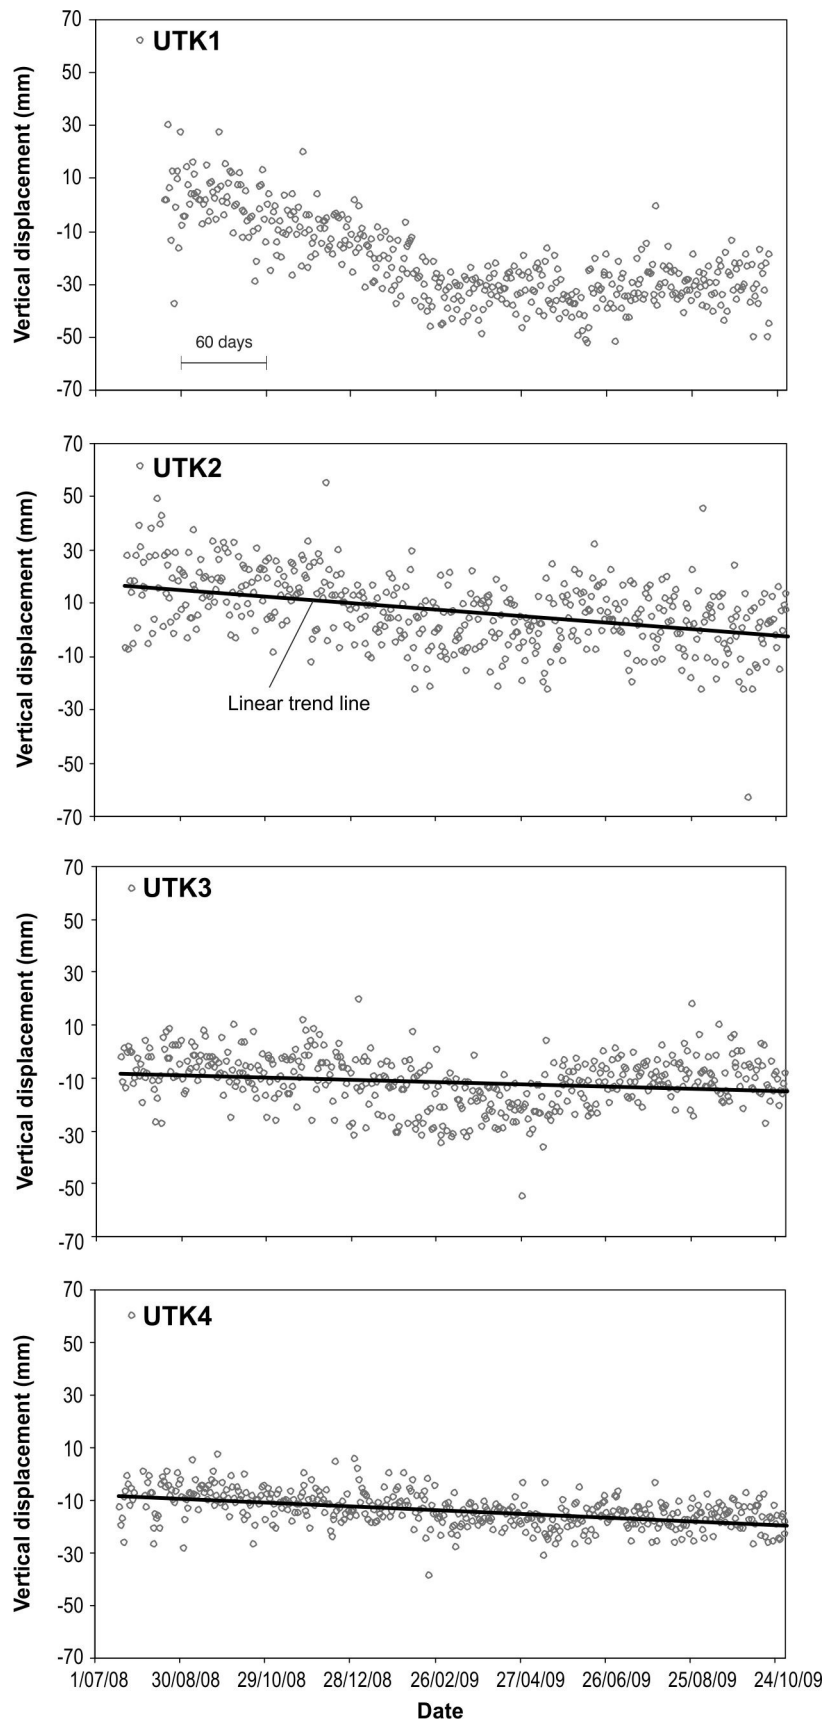 UTK1
Vertical displacement (mm)
70
50
30
10
-10
-30
-50
-70
60 days
UTK2
Vertical displacement (mm)
70
50
30
10
-10
-30
-50
-70
Linear trend line
UTK3
Vertical displacement (mm)
70
50
30
10
-10
-30
-50
-70
UTK4
Vertical displacement (mm)
70
50
30
10
-10
-30
-50
-70
1/07/08 30/08/08 29/10/08 28/12/08 26/02/09 27/04/09 26/06/09 25/08/09 24/10/09
Date